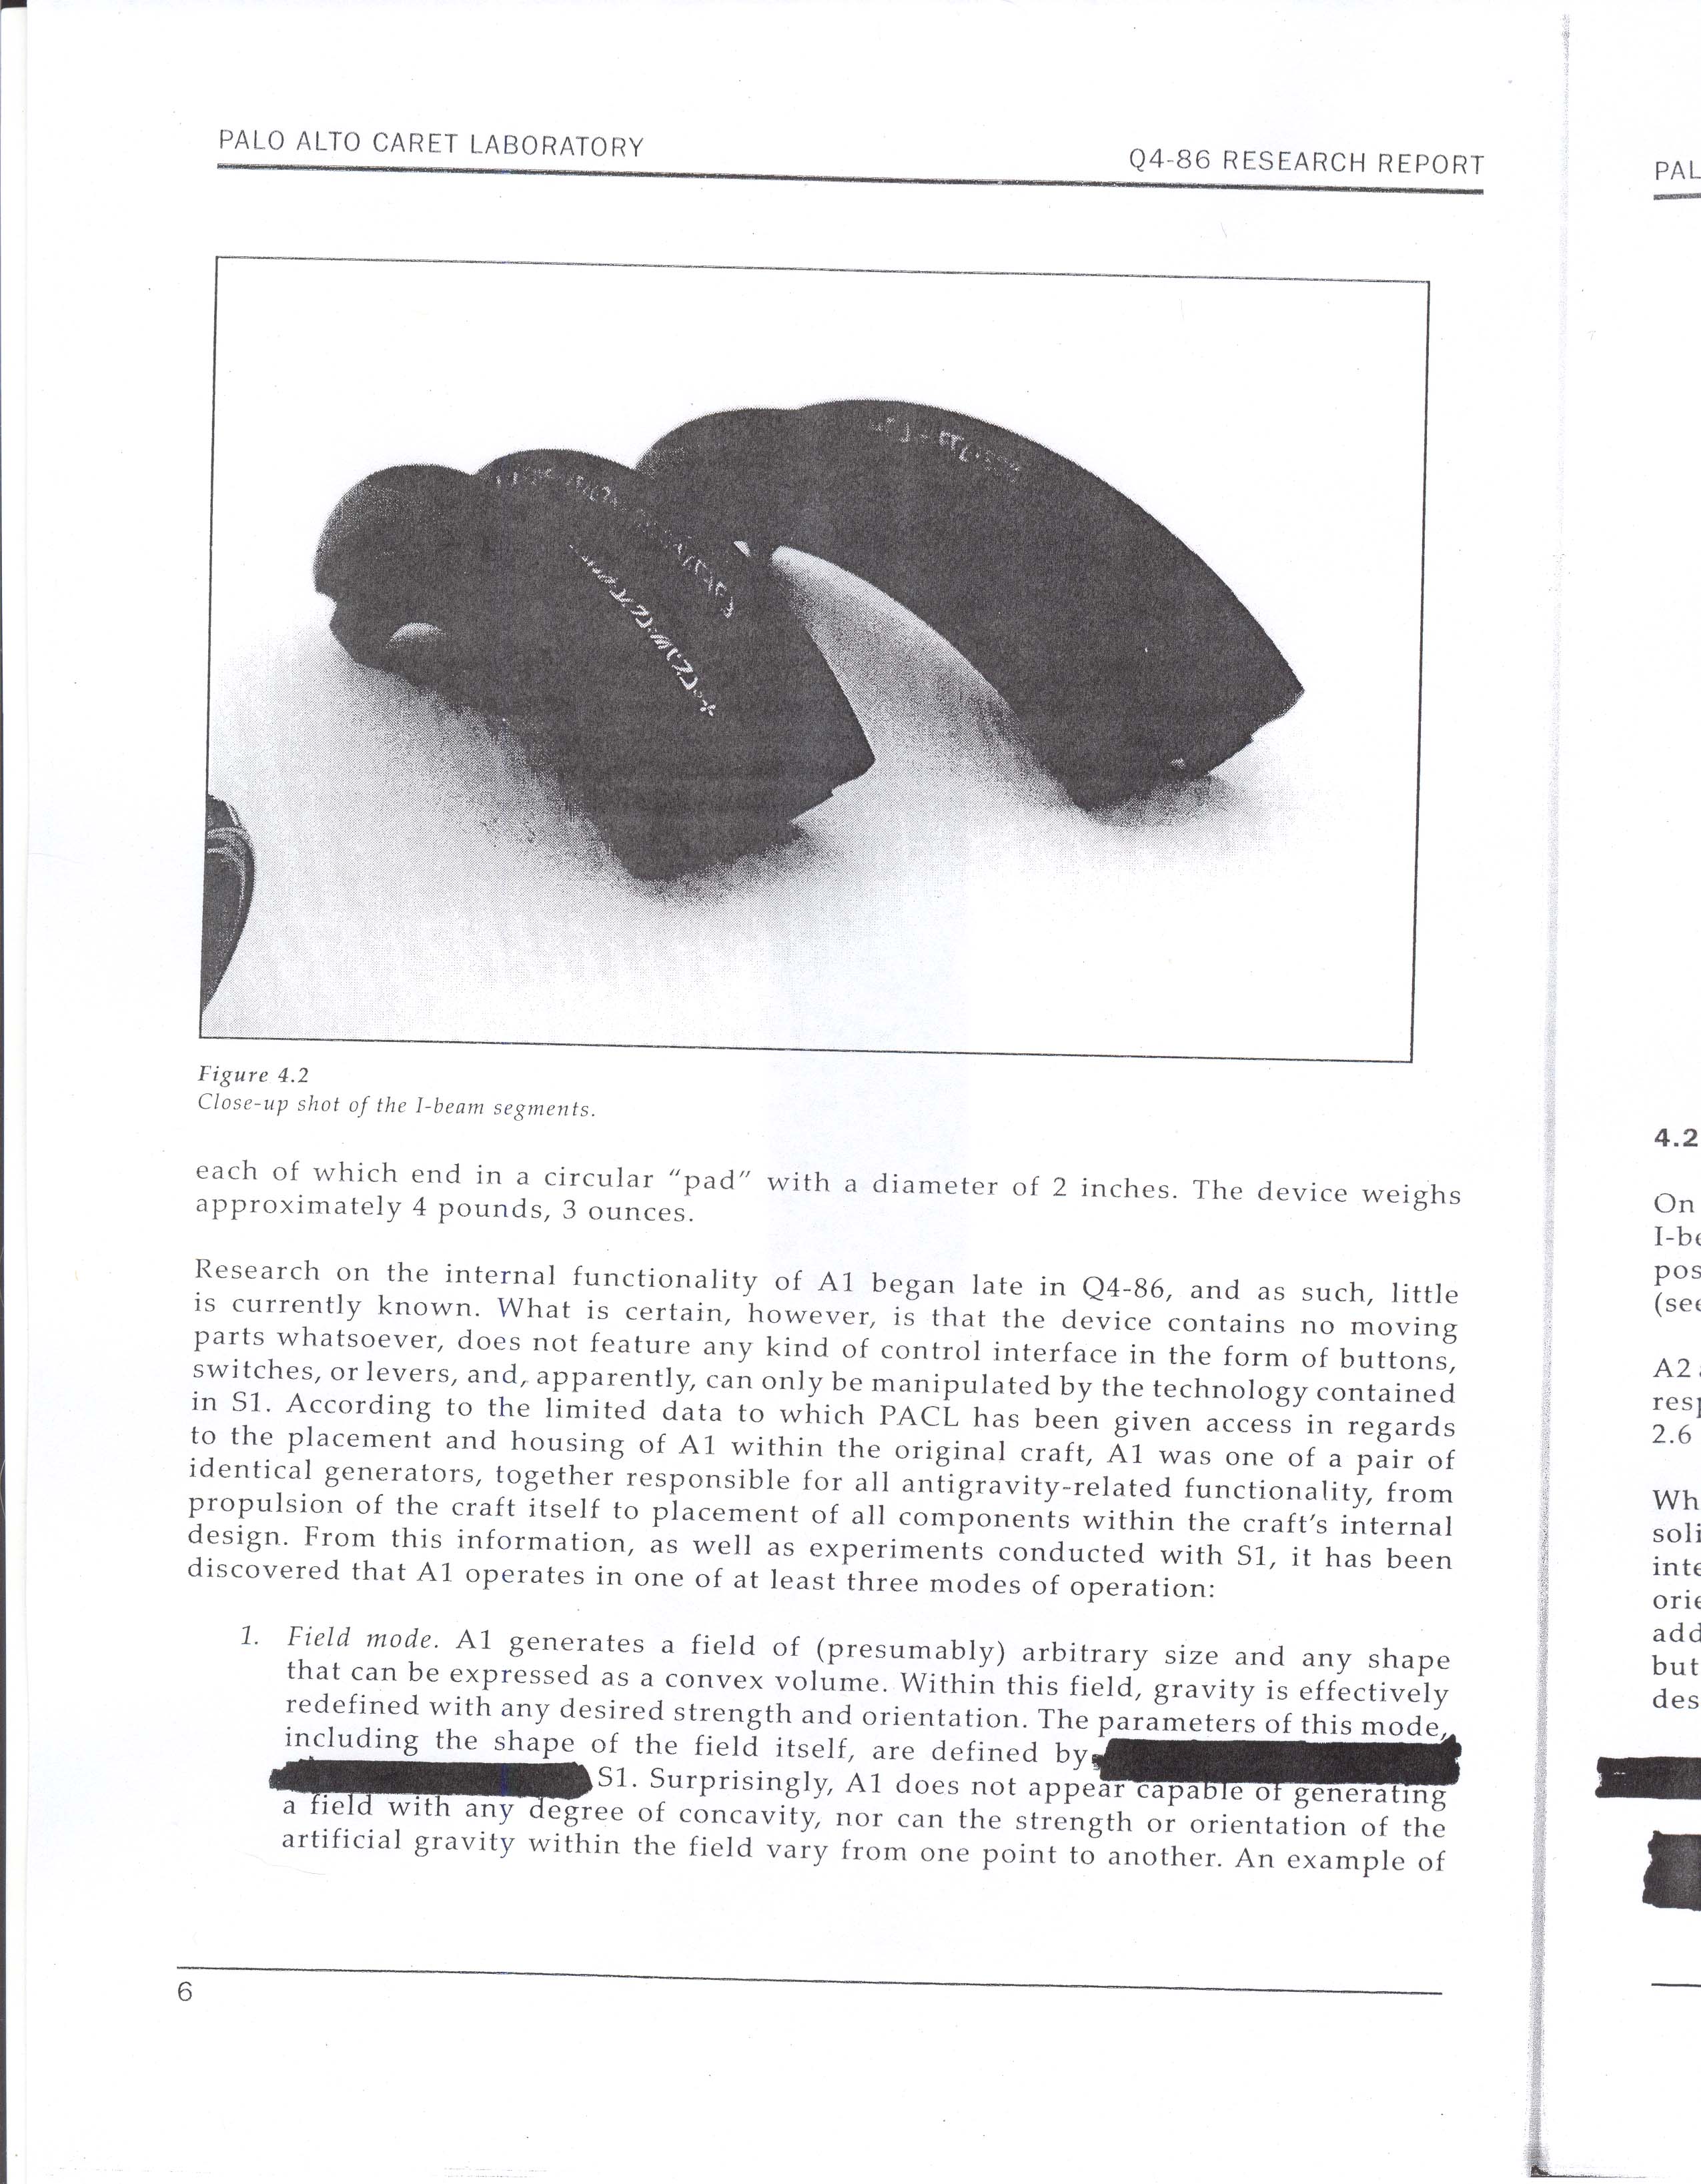 PALO ALTO CARET LABORATORY
Q4-86 RESEARCH REPORT
Figure 4.2
Close-up shot of the I-beam segments.
each of which end in a circular “pad” with a diameter of 2 inches. The device weighs
approximately 4 pounds, 3 ounces.
Research on the internal functionality of A1 began late in Q4-86, and as such, little
is currently known. What is certain, however, is that the device contains no moving
parts whatsoever, does not feature any kind of control interface in the form of buttons,
switches, or levers, and, apparently, can only be manipulated by the technology contained
in S1. According to the limited data to which PACL has been given access in regards
to the placement and housing of A1 within the original craft, A1 was one of a pair of
identical generators, together responsible for all antigravity-related functionality, from
propulsion of the craft itself to placement of all components within the craft’s internal
design. From this information, as well as experiments conducted with S1, it has been
discovered that A1 operates in one of at least three modes of operation:
1. Field mode. A1 generates a field of (presumably) arbitrary size and any shape
that can be expressed as a convex volume. Within this field, gravity is effectively
redefined with any desired strength and orientation. The parameters of this mode,
including the shape of the field itself, are defined by
S1. Surprisingly, A1 does not appear capable of generating
a field with any degree of concavity, nor can the strength or orientation of the
artificial gravity within the field vary from one point to another. An example of
6
PAL
4.2
On
I-be
pos
(see
A2
resp
2.6
Wh
soli
inte
orie
add
but
des